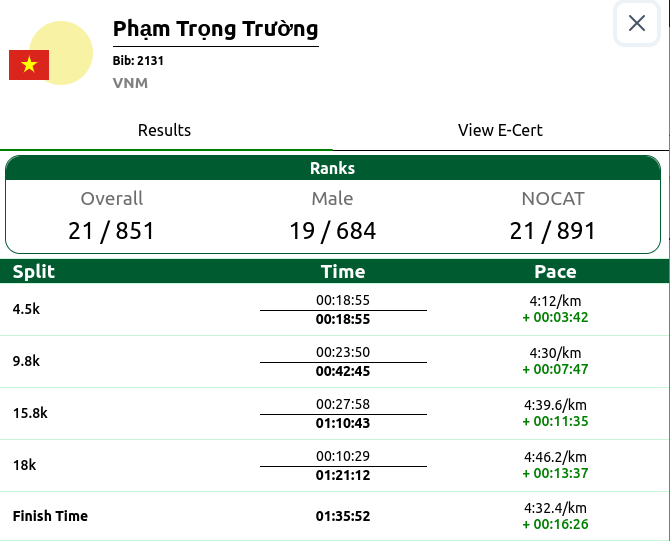 Phạm Trọng Trường
Bib: 2131
VNM
Results View E-Cert
Ranks
Overall Male NOCAT
21 / 851 19 / 684 21 / 891
Split Time Pace
4.5k 00:18:55 4:12/km
00:18:55 + 00:03:42
9.8k 00:23:50 4:30/km
00:42:45 + 00:07:47
15.8k 00:27:58 4:39.6/km
01:10:43 + 00:11:35
18k 00:10:29 4:46.2/km
01:21:12 + 00:13:37
Finish Time 01:35:52 4:32.4/km
+ 00:16:26